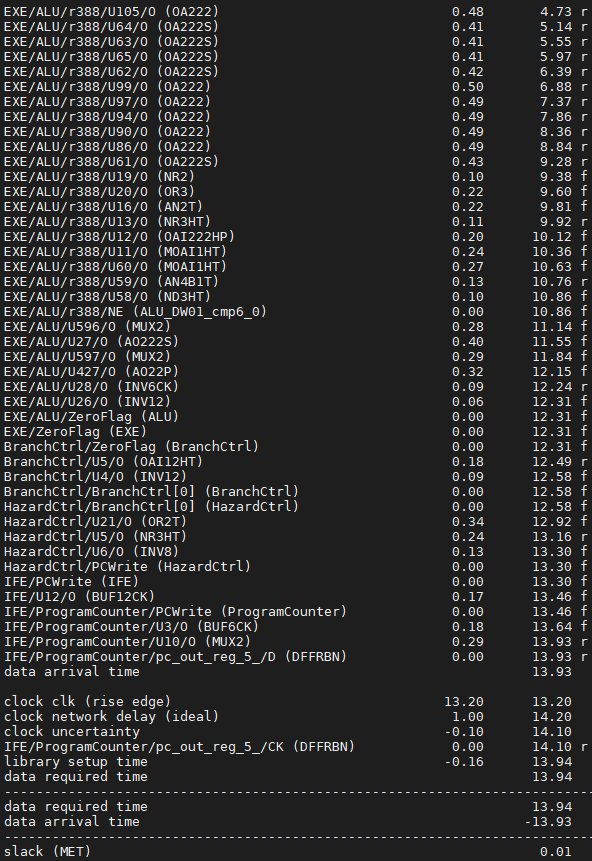 EXE/ALU/r388/U105/O (OA222) 0.48 4.73 r
EXE/ALU/r388/U64/O (OA222S) 0.41 5.14 r
EXE/ALU/r388/U63/O (OA222S) 0.41 5.55 r
EXE/ALU/r388/U65/O (OA222S) 0.41 5.97 r
EXE/ALU/r388/U62/O (OA222S) 0.42 6.39 r
EXE/ALU/r388/U99/O (OA222) 0.50 6.88 r
EXE/ALU/r388/U97/O (OA222) 0.49 7.37 r
EXE/ALU/r388/U94/O (OA222) 0.49 7.86 r
EXE/ALU/r388/U90/O (OA222) 0.49 8.36 r
EXE/ALU/r388/U86/O (OA222) 0.49 8.84 r
EXE/ALU/r388/U61/O (OA222S) 0.43 9.28 r
EXE/ALU/r388/U19/O (NR2) 0.10 9.38 f
EXE/ALU/r388/U20/O (OR3) 0.22 9.60 f
EXE/ALU/r388/U16/O (AN2T) 0.22 9.81 f
EXE/ALU/r388/U13/O (NR3HT) 0.11 9.92 r
EXE/ALU/r388/U12/O (OAI222HP) 0.20 10.12 f
EXE/ALU/r388/U11/O (MOAI1HT) 0.24 10.36 f
EXE/ALU/r388/U60/O (MOAI1HT) 0.27 10.63 f
EXE/ALU/r388/U59/O (AN4B1T) 0.13 10.76 r
EXE/ALU/r388/U58/O (ND3HT) 0.10 10.86 f
EXE/ALU/r388/NE (ALU_DW01_cmp6_0) 0.00 10.86 f
EXE/ALU/U596/O (MUX2) 0.28 11.14 f
EXE/ALU/U27/O (AO222S) 0.40 11.55 f
EXE/ALU/U597/O (MUX2) 0.29 11.84 f
EXE/ALU/U427/O (AO22P) 0.32 12.15 f
EXE/ALU/U28/O (INV6CK) 0.09 12.24 r
EXE/ALU/U26/O (INV12) 0.06 12.31 f
EXE/ALU/ZeroFlag (ALU) 0.00 12.31 f
EXE/ZeroFlag (EXE) 0.00 12.31 f
BranchCtrl/ZeroFlag (BranchCtrl) 0.00 12.31 f
BranchCtrl/U5/O (OAI12HT) 0.18 12.49 r
BranchCtrl/U4/O (INV12) 0.09 12.58 f
BranchCtrl/BranchCtrl[0] (BranchCtrl) 0.00 12.58 f
HazardCtrl/BranchCtrl[0] (HazardCtrl) 0.00 12.58 f
HazardCtrl/U21/O (OR2T) 0.34 12.92 f
HazardCtrl/U5/O (NR3HT) 0.24 13.16 r
HazardCtrl/U6/O (INV8) 0.13 13.30 f
HazardCtrl/PCWrite (HazardCtrl) 0.00 13.30 f
IFE/PCWrite (IFE) 0.00 13.30 f
IFE/U12/O (BUF12CK) 0.17 13.46 f
IFE/ProgramCounter/PCWrite (ProgramCounter) 0.00 13.46 f
IFE/ProgramCounter/U3/O (BUF6CK) 0.18 13.64 f
IFE/ProgramCounter/U10/O (MUX2) 0.29 13.93 r
IFE/ProgramCounter/pc_out_reg_5_/D (DFFRBN) 0.00 13.93 r
data arrival time 13.93
clock clk (rise edge) 13.20 13.20
clock network delay (ideal) 1.00 14.20
clock uncertainty -0.10 14.10
IFE/ProgramCounter/pc_out_reg_5_/CK (DFFRBN) 0.00 14.10 r
library setup time -0.16 13.94
data required time 13.94
--------------------------------------------------------------------------
data required time 13.94
data arrival time -13.93
--------------------------------------------------------------------------
slack (MET) 0.01